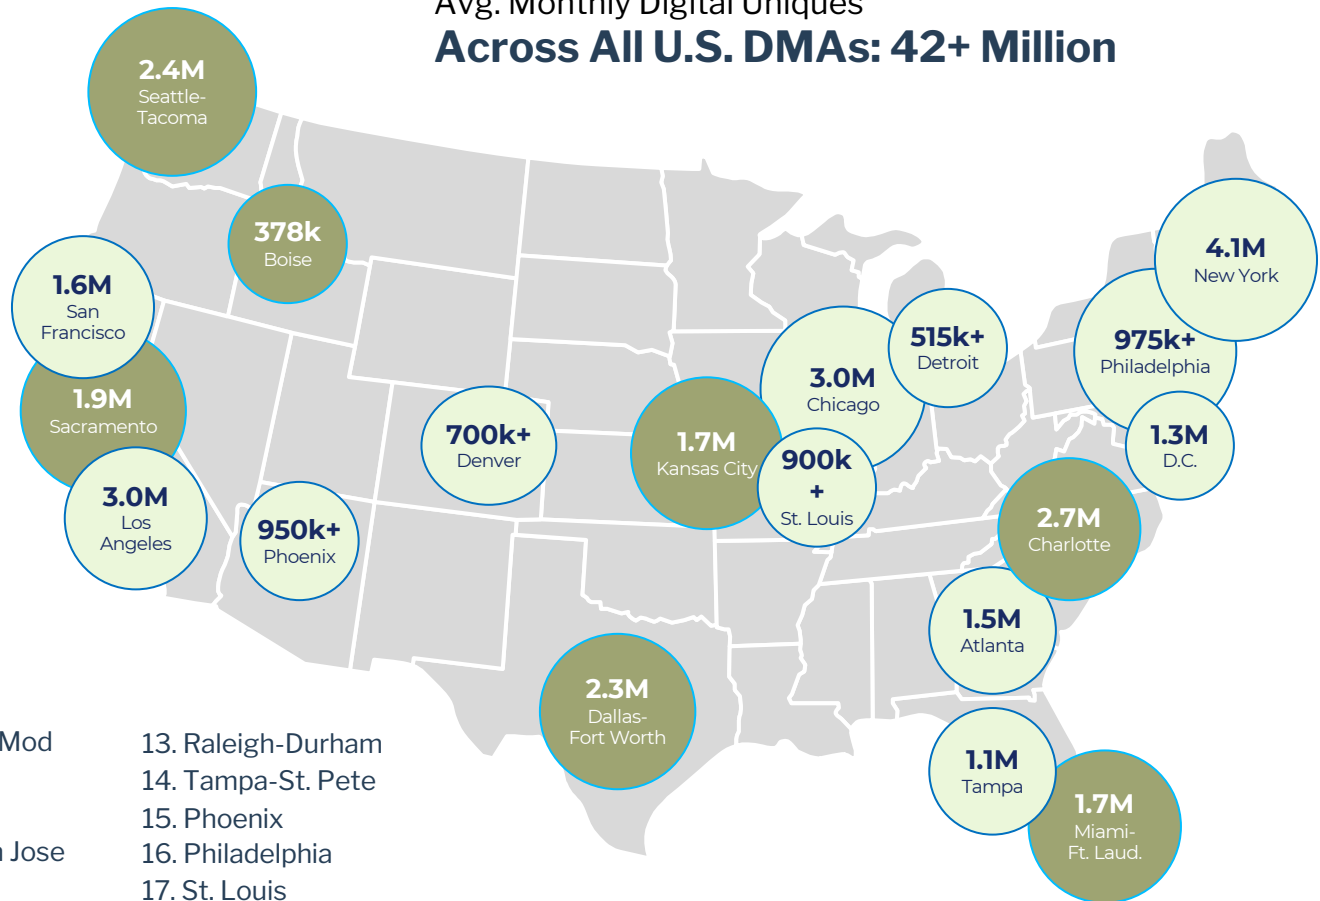 Avg. Monthly Digital Uniques
Across All U.S. DMAs: 42+ Million
2.4M
Seattle-
Tacoma
378k
Boise
1.6M
San
Francisco
1.9M
Sacramento
3.0M
Los
Angeles
950k+
Phoenix
700k+
Denver
1.7M
Kansas City
3.0M
Chicago
900k
+
St. Louis
515k+
Detroit
4.1M
New York
975k+
Philadelphia
1.3M
D.C.
2.7M
Charlotte
1.5M
Atlanta
2.3M
Dallas-
Fort Worth
1.1M
Tampa
1.7M
Miami-
Ft. Laud.
Mod
Jose
13. Raleigh-Durham
14. Tampa-St. Pete
15. Phoenix
16. Philadelphia
17. St. Louis